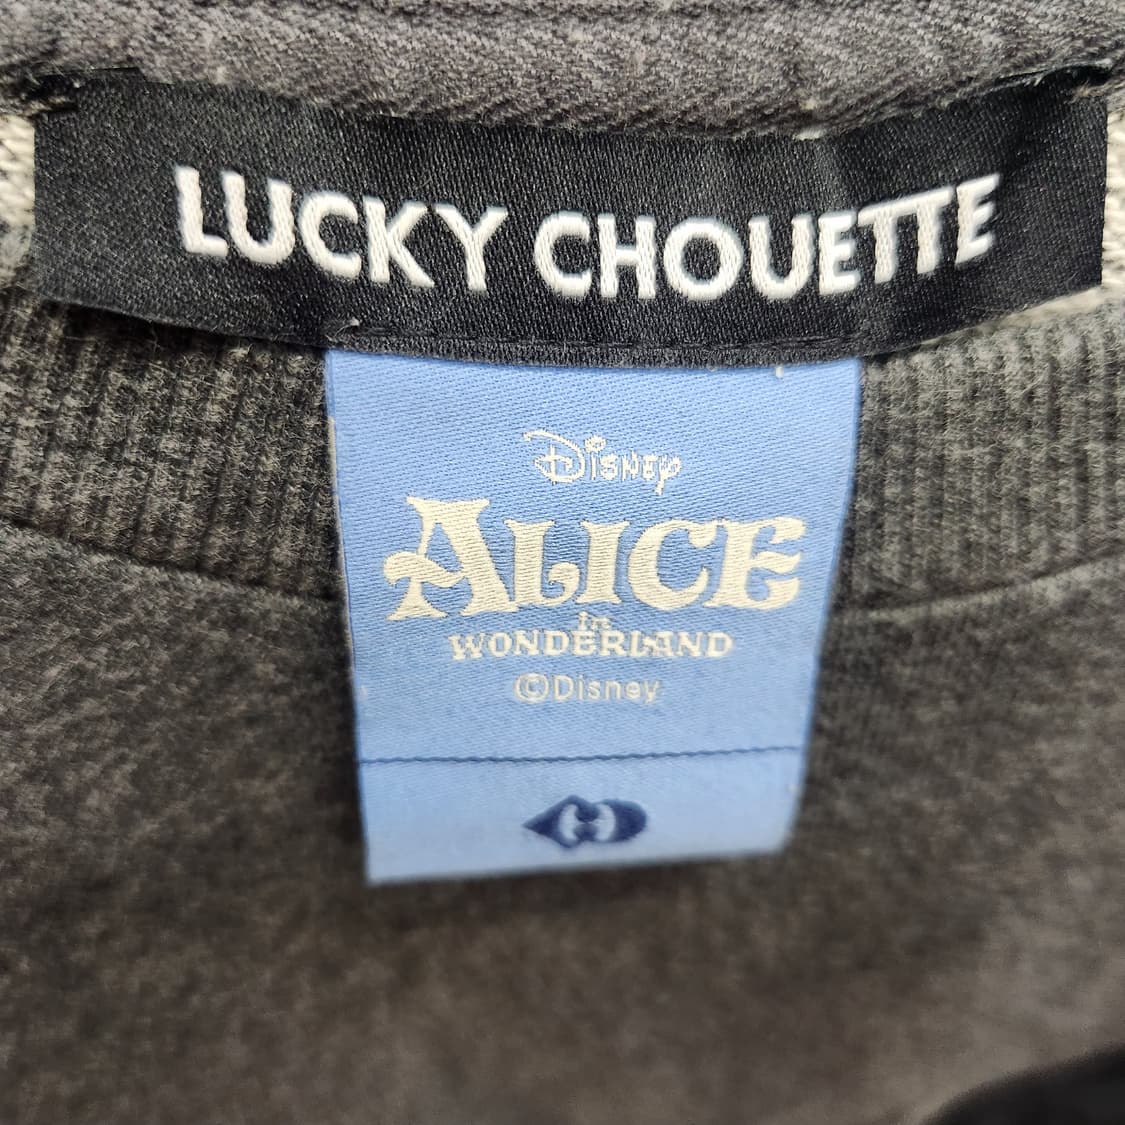 LUCKY CHOUETTE
Disney
ALICE
in
WONDERLAND
©Disney